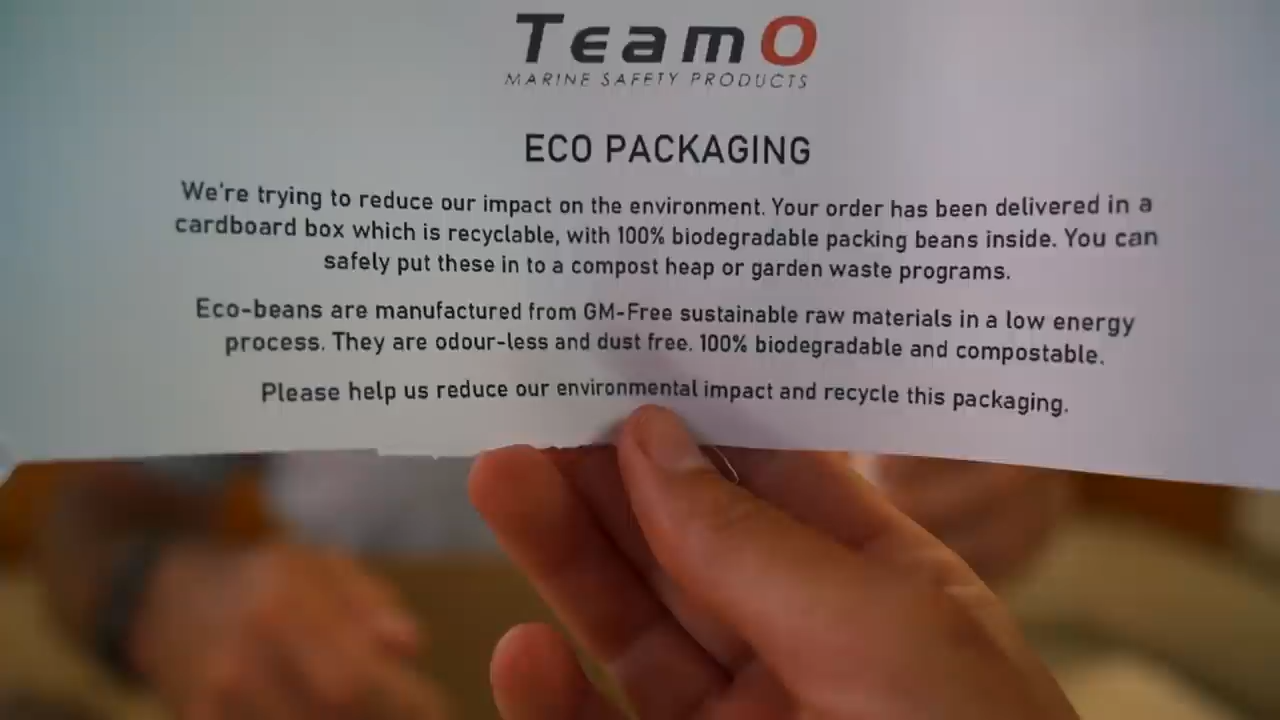 TeamO
MARINE SAFETY PRODUCTS
ECO PACKAGING
We're trying to reduce our impact on the environment. Your order has been delivered in a
cardboard box which is recyclable, with 100% biodegradable packing beans inside. You can
safely put these in to a compost heap or garden waste programs.
Eco-beans are manufactured from GM-Free sustainable raw materials in a low energy
process. They are odour-less and dust free. 100% biodegradable and compostable.
Please help us reduce our environmental impact and recycle this packaging.